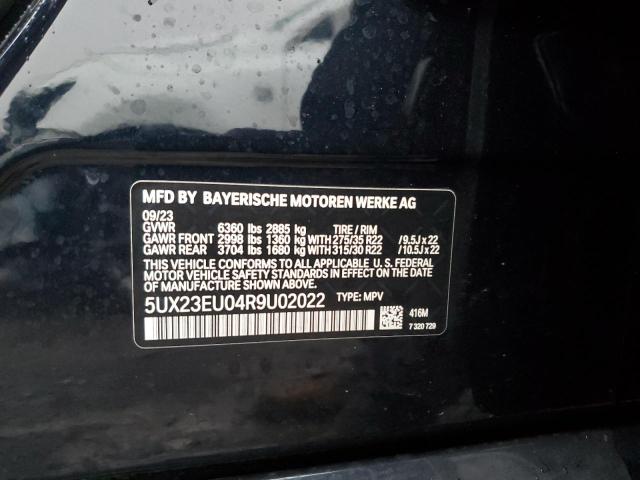 MFD BY BAYERISCHE MOTOREN WERKE AG
09/23
GVWR 6360 lbs 2885 kg TIRE / RIM
GAWR FRONT 2998 lbs 1360 kg WITH 275/35 R22 / 9.5J x 22
GAWR REAR 3704 lbs 1680 kg WITH 315/30 R22 / 10.5J x 22
THIS VEHICLE CONFORMS TO ALL APPLICABLE U. S. FEDERAL
MOTOR VEHICLE SAFETY STANDARDS IN EFFECT ON THE DATE
OF MANUFACTURE SHOWN ABOVE.
5UX23EU04R9U02022 TYPE: MPV
416M
7 320 729